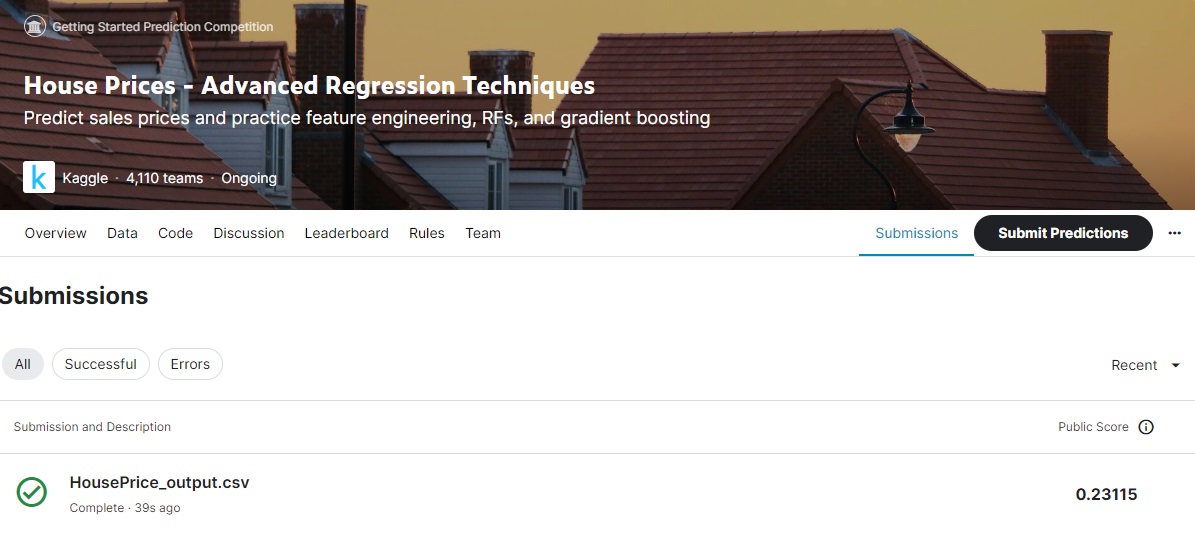 Getting Started Prediction Competition
House Prices - Advanced Regression Techniques
Predict sales prices and practice feature engineering, RFs, and gradient boosting
k Kaggle · 4,110 teams · Ongoing
Overview Data Code Discussion Leaderboard Rules Team Submissions Submit Predictions ...
Submissions
All Successful Errors Recent
Submission and Description Public Score
HousePrice_output.csv
0.23115
Complete · 39s ago